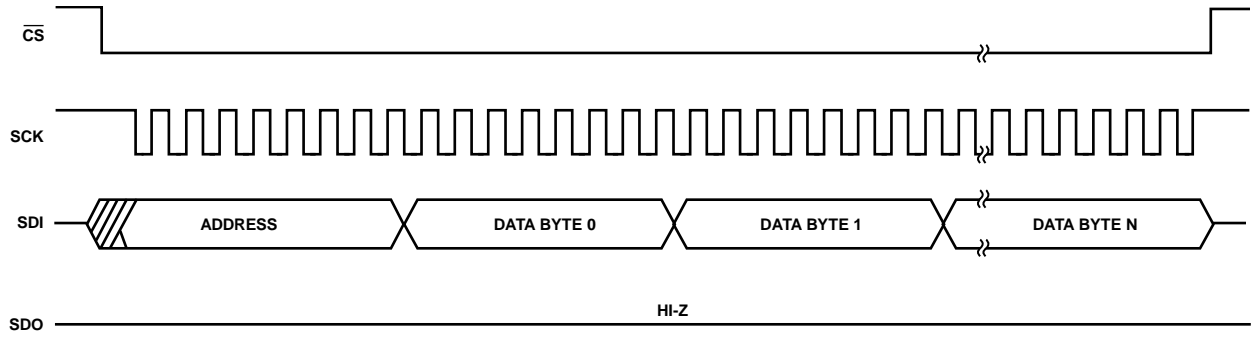 CS
SCK
SDI ADDRESS DATA BYTE 0 DATA BYTE 1 DATA BYTE N
HI-Z
SDO